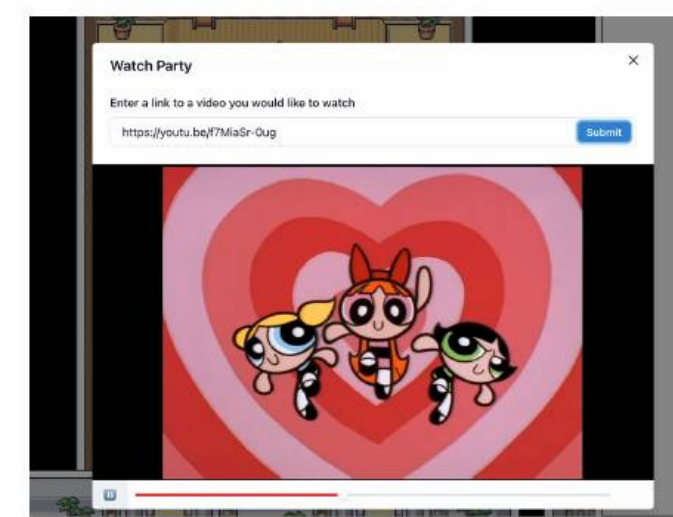 Watch Party
Enter a link to a video you would like to watch
https://youtu.be/f7MiaSr-0ug
Submit